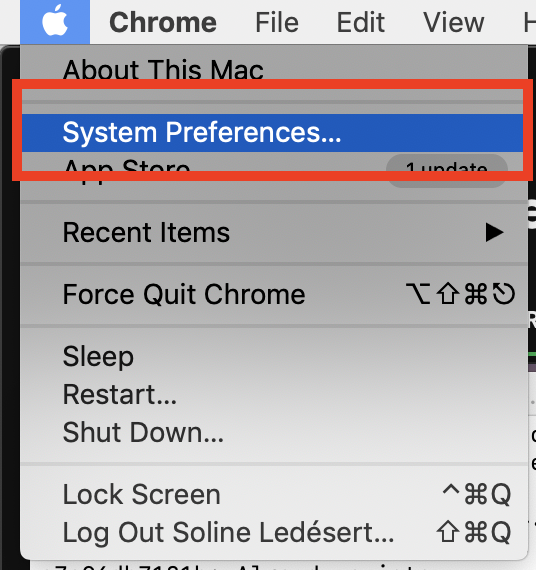 Chrome File Edit View
About This Mac
System Preferences...
App Store 1 update
Recent Items ▶
Force Quit Chrome ⌥⇧⌘⎋
Sleep
Restart...
Shut Down...
Lock Screen ^⌘Q
Log Out Soline Ledésert... ⇧⌘Q